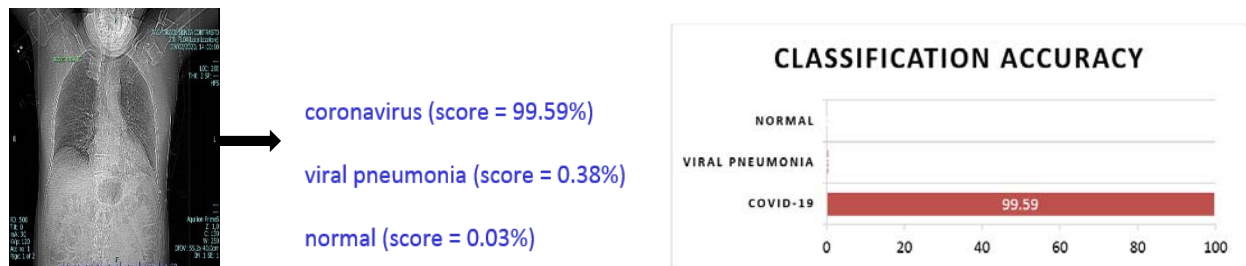 coronavirus (score = 99.59%)
viral pneumonia (score = 0.38%)
normal (score = 0.03%)
CLASSIFICATION ACCURACY
NORMAL
VIRAL PNEUMONIA
COVID-19
99.59
0 20 40 60 80 100
R
L